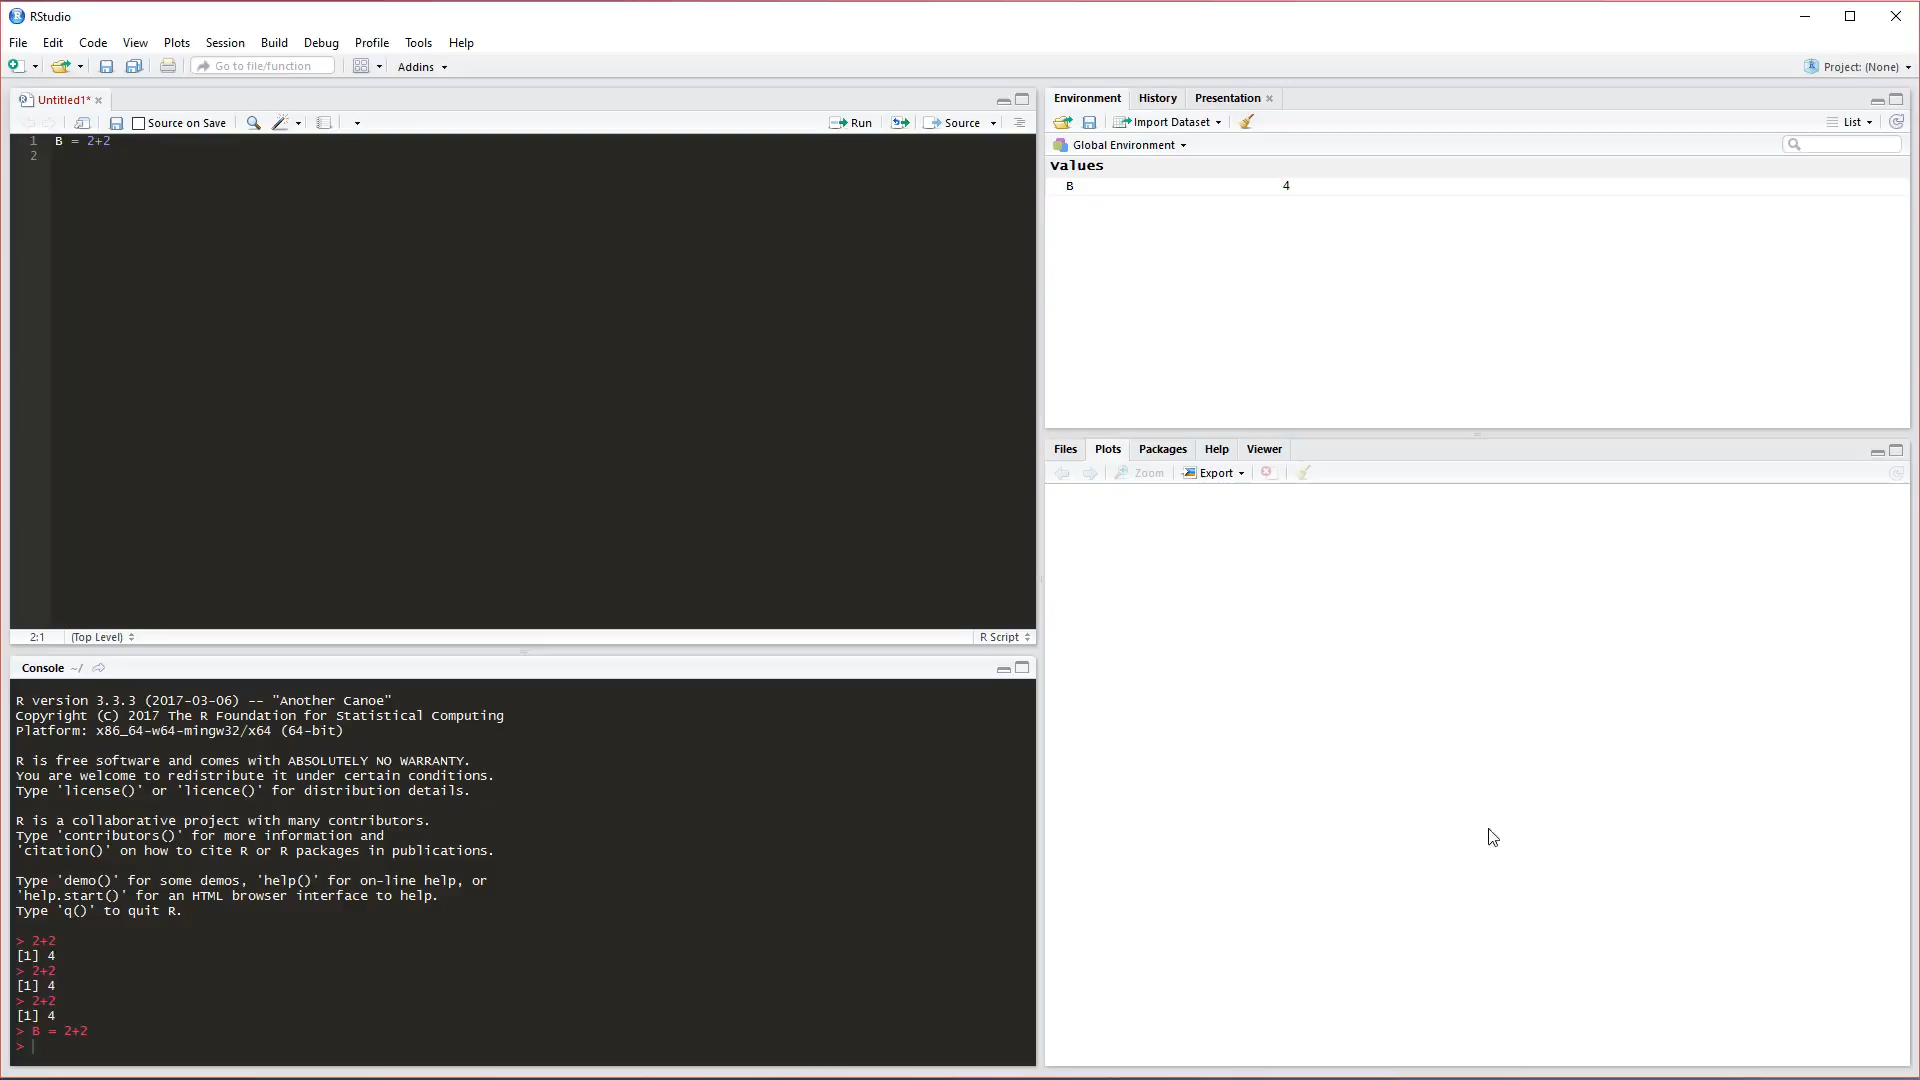 RStudio
File Edit Code View Plots Session Build Debug Profile Tools Help
Go to file/function Addins Project: (None)
Untitled1*
Source on Save Run Source
1 B = 2+2
2
2:1 (Top Level) R Script
Console ~/
R version 3.3.3 (2017-03-06) -- "Another Canoe"
Copyright (C) 2017 The R Foundation for Statistical Computing
Platform: x86_64-w64-mingw32/x64 (64-bit)
R is free software and comes with ABSOLUTELY NO WARRANTY.
You are welcome to redistribute it under certain conditions.
Type 'license()' or 'licence()' for distribution details.
R is a collaborative project with many contributors.
Type 'contributors()' for more information and
'citation()' on how to cite R or R packages in publications.
Type 'demo()' for some demos, 'help()' for on-line help, or
'help.start()' for an HTML browser interface to help.
Type 'q()' to quit R.
> 2+2
[1] 4
> 2+2
[1] 4
> 2+2
[1] 4
> B = 2+2
>
Environment History Presentation
Import Dataset List
Global Environment
Values
B 4
Files Plots Packages Help Viewer
Zoom Export